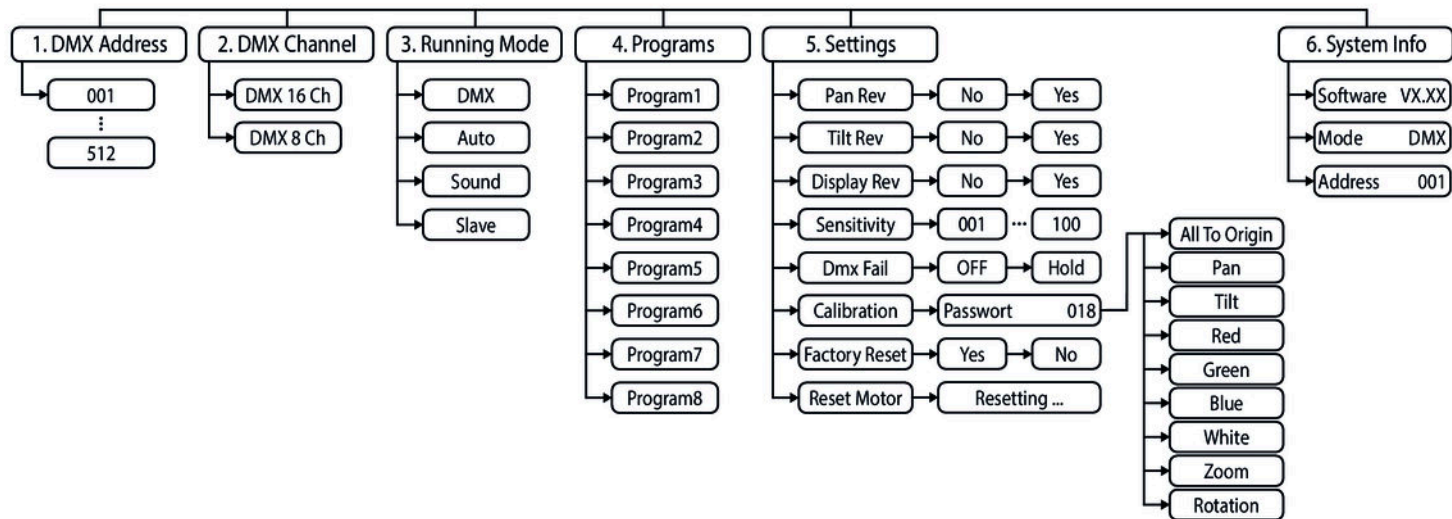 1. DMX Address
001
⋮
512
2. DMX Channel
DMX 16 Ch
DMX 8 Ch
3. Running Mode
DMX
Auto
Sound
Slave
4. Programs
Program1
Program2
Program3
Program4
Program5
Program6
Program7
Program8
5. Settings
Pan Rev No Yes
Tilt Rev No Yes
Display Rev No Yes
Sensitivity 001 ... 100
Dmx Fail OFF Hold
Calibration Passwort 018
Factory Reset Yes No
Reset Motor Resetting ...
All To Origin
Pan
Tilt
Red
Green
Blue
White
Zoom
Rotation
6. System Info
Software VX.XX
Mode DMX
Address 001